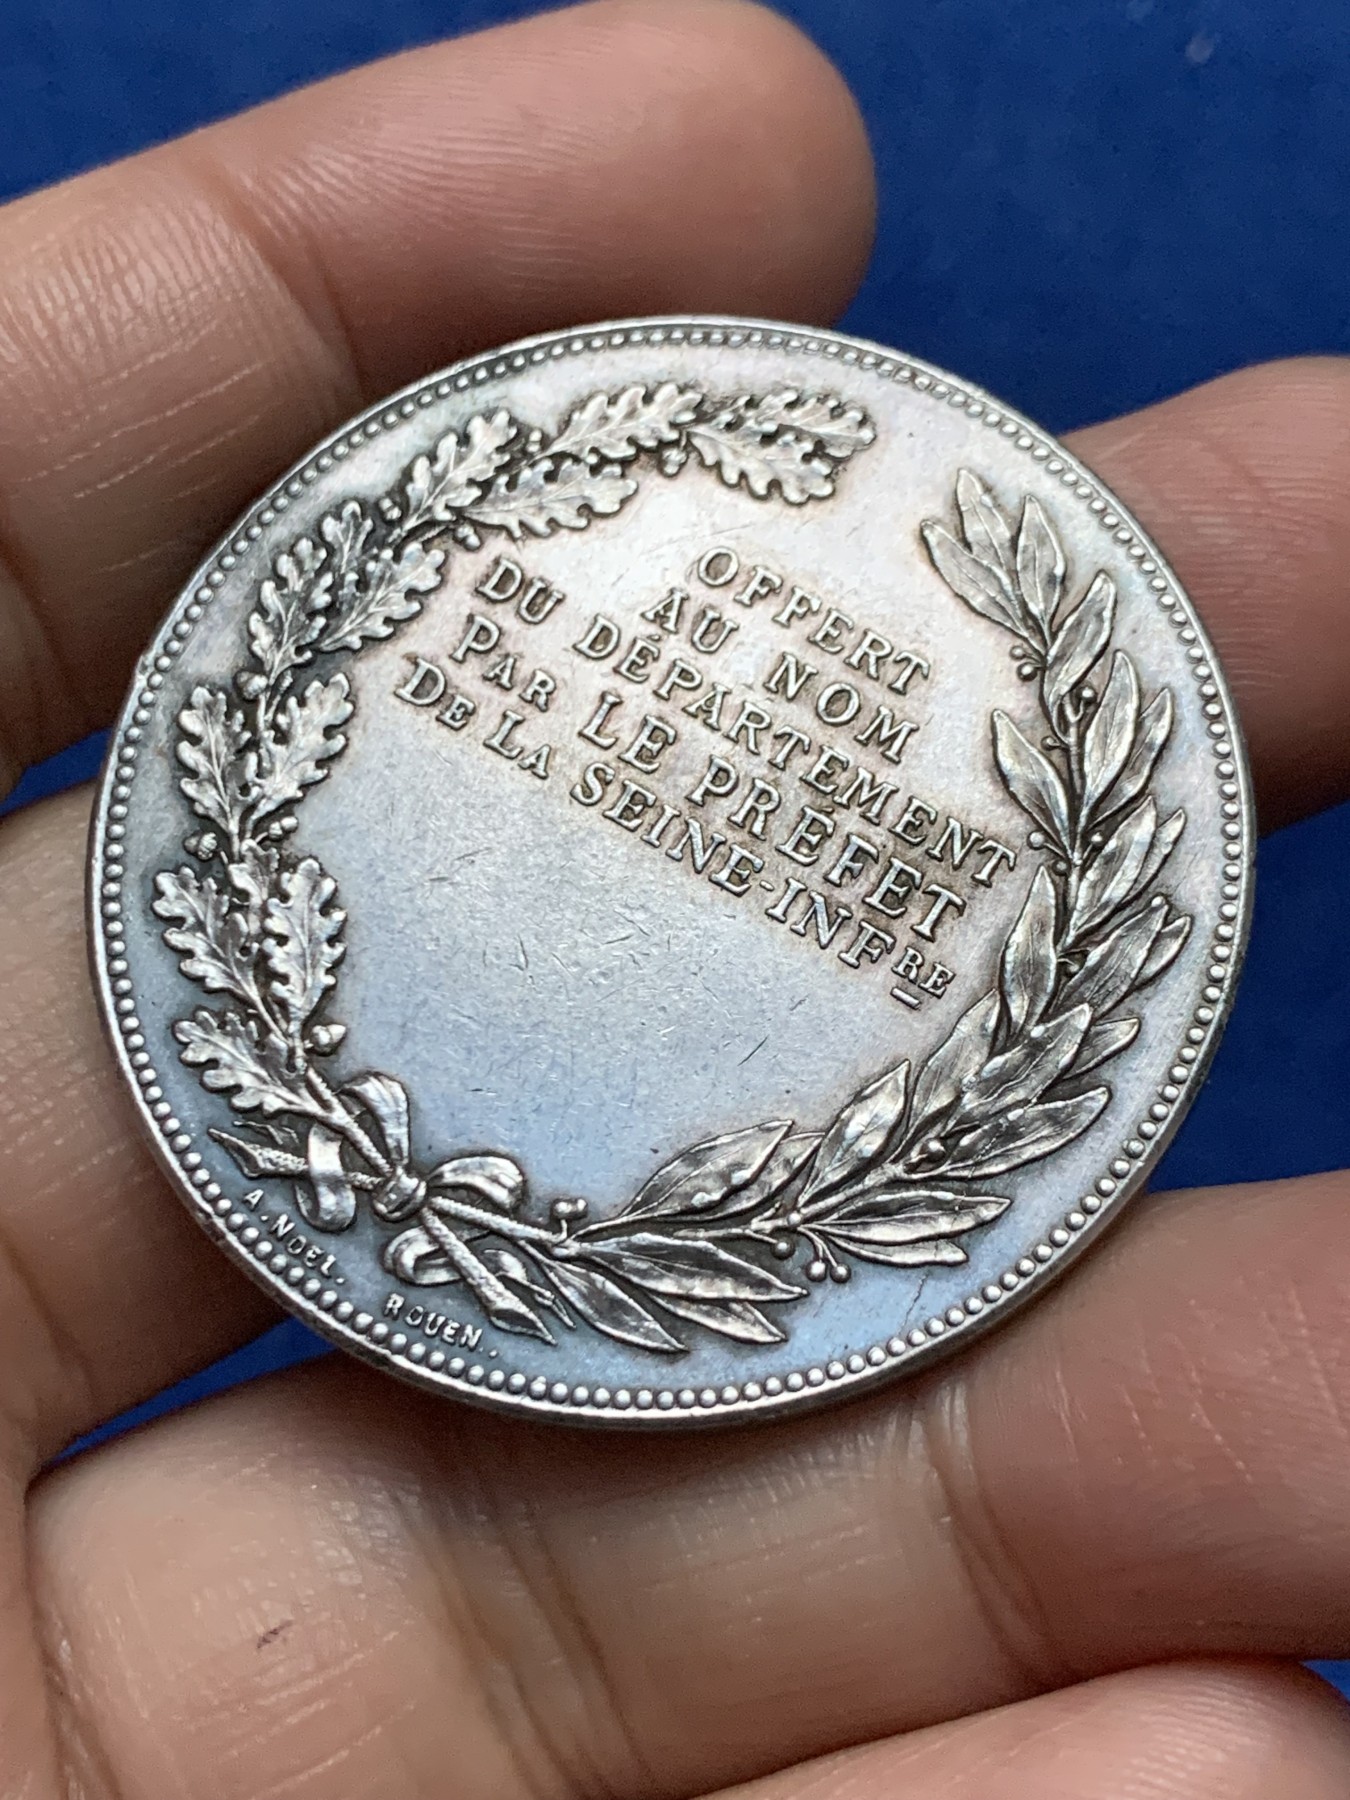 OFFERT
AU NOM
DU DÉPARTEMENT
PAR LE PRÉFET
DE LA SEINE-INFRE
A. NOEL.
ROUEN.